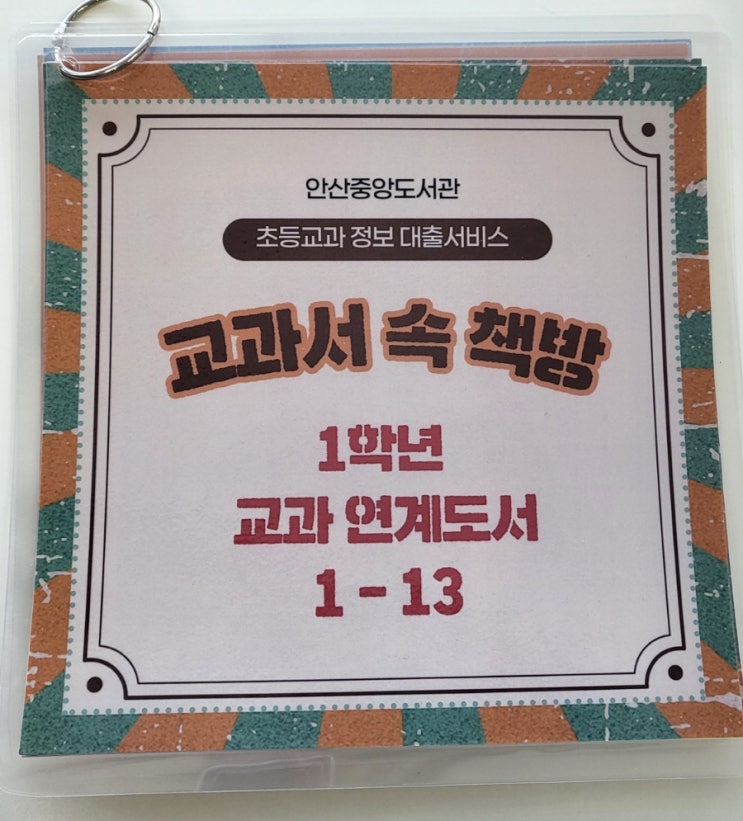 안산중앙도서관
초등교과 정보 대출서비스
교과서 속 책방
1학년
교과 연계도서
1 - 13